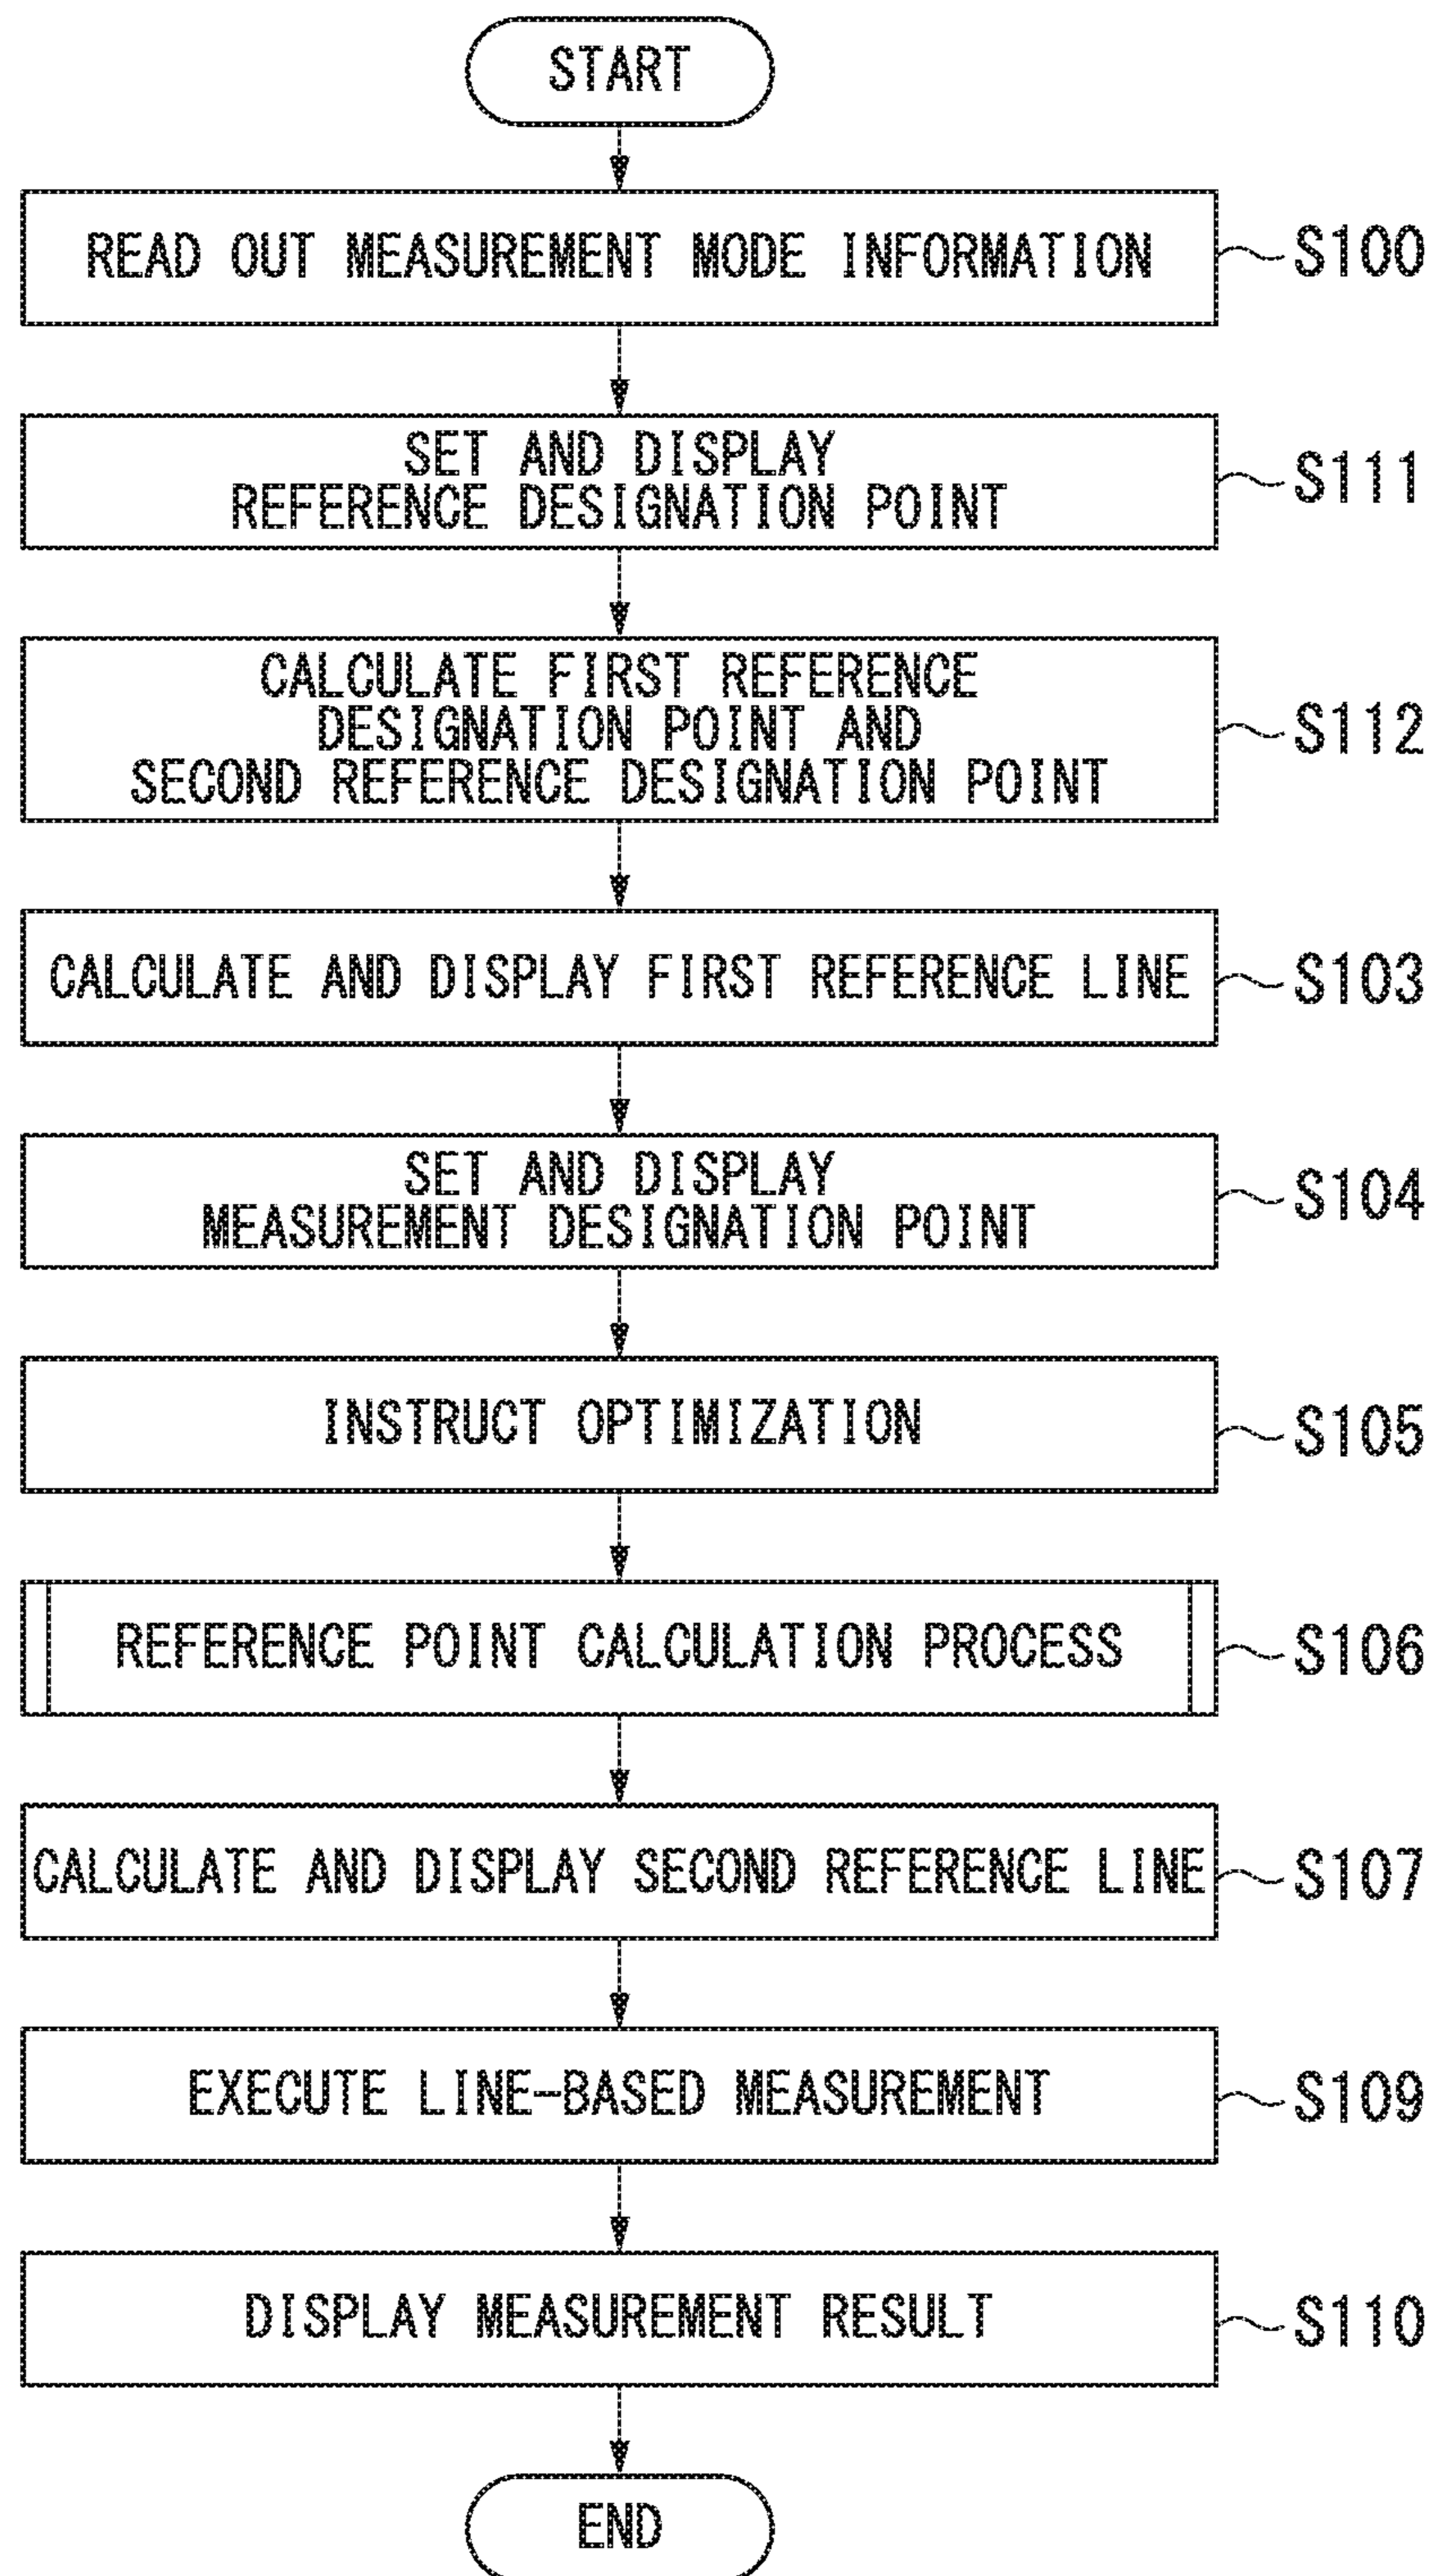 START
READ OUT MEASUREMENT MODE INFORMATION
S100
SET AND DISPLAY
REFERENCE DESIGNATION POINT
S111
CALCULATE FIRST REFERENCE
DESIGNATION POINT AND
SECOND REFERENCE DESIGNATION POINT
S112
CALCULATE AND DISPLAY FIRST REFERENCE LINE
S103
SET AND DISPLAY
MEASUREMENT DESIGNATION POINT
S104
INSTRUCT OPTIMIZATION
S105
REFERENCE POINT CALCULATION PROCESS
S106
CALCULATE AND DISPLAY SECOND REFERENCE LINE
S107
EXECUTE LINE-BASED MEASUREMENT
S109
DISPLAY MEASUREMENT RESULT
S110
END